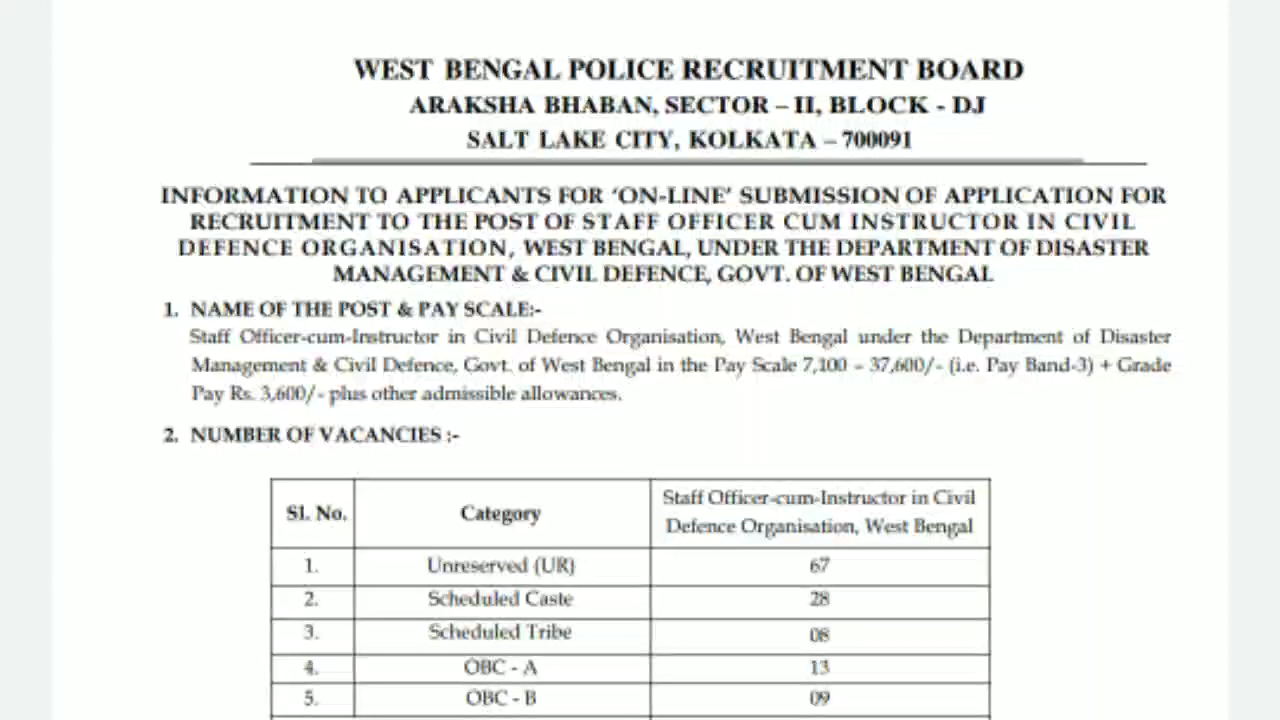 WEST BENGAL POLICE RECRUITMENT BOARD
ARAKSHA BHABAN, SECTOR – II, BLOCK - DJ
SALT LAKE CITY, KOLKATA – 700091
INFORMATION TO APPLICANTS FOR ‘ON-LINE’ SUBMISSION OF APPLICATION FOR
RECRUITMENT TO THE POST OF STAFF OFFICER CUM INSTRUCTOR IN CIVIL
DEFENCE ORGANISATION, WEST BENGAL, UNDER THE DEPARTMENT OF DISASTER
MANAGEMENT & CIVIL DEFENCE, GOVT. OF WEST BENGAL
1. NAME OF THE POST & PAY SCALE:-
Staff Officer-cum-Instructor in Civil Defence Organisation, West Bengal under the Department of Disaster
Management & Civil Defence, Govt. of West Bengal in the Pay Scale 7,100 – 37,600/- (i.e. Pay Band-3) + Grade
Pay Rs. 3,600/- plus other admissible allowances.
2. NUMBER OF VACANCIES :-
Sl. No. Category Staff Officer-cum-Instructor in Civil
Defence Organisation, West Bengal
1. Unreserved (UR) 67
2. Scheduled Caste 28
3. Scheduled Tribe 08
4. OBC - A 13
5. OBC - B 09